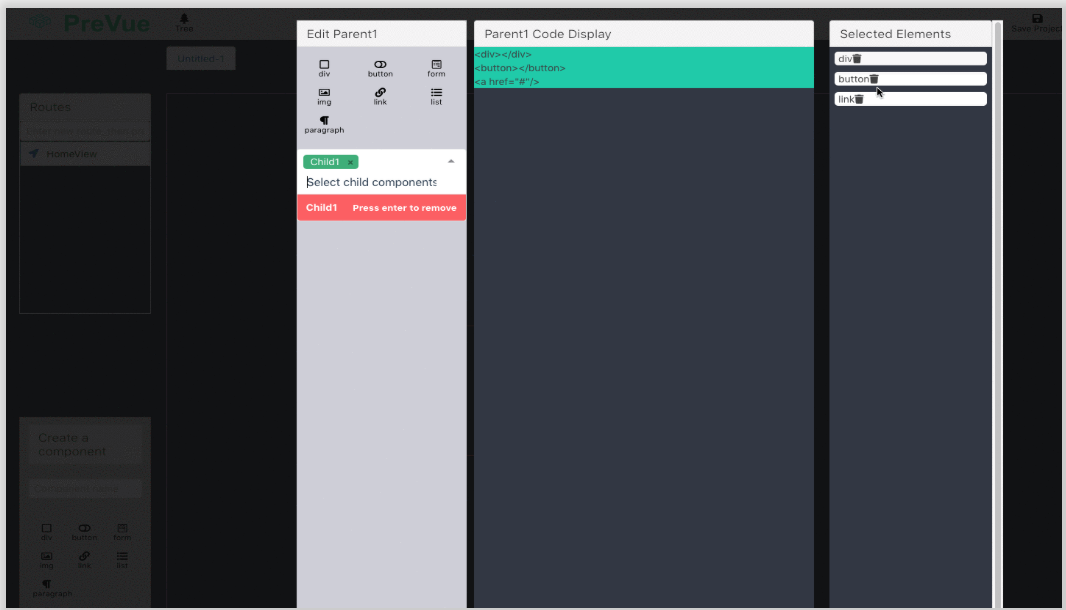 PreVue
Tree
Save Project
Untitled-1
Routes
HomeView
Create a
component
Component name
div
button
form
img
link
list
paragraph
Edit Parent1
div
button
form
img
link
list
paragraph
Child1 ×
Select child components
Child1 Press enter to remove
Parent1 Code Display
<div></div>
<button></button>
<a href="#"/>
Selected Elements
div
button
link